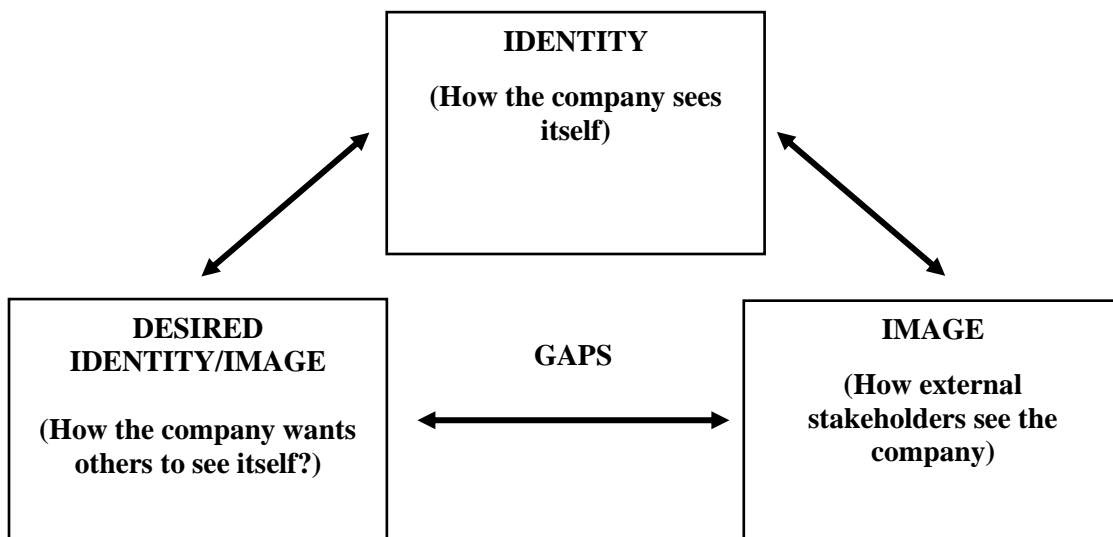 IDENTITY
(How the company sees
itself)
DESIRED
IDENTITY/IMAGE
(How the company wants
others to see itself?)
GAPS
IMAGE
(How external
stakeholders see the
company)